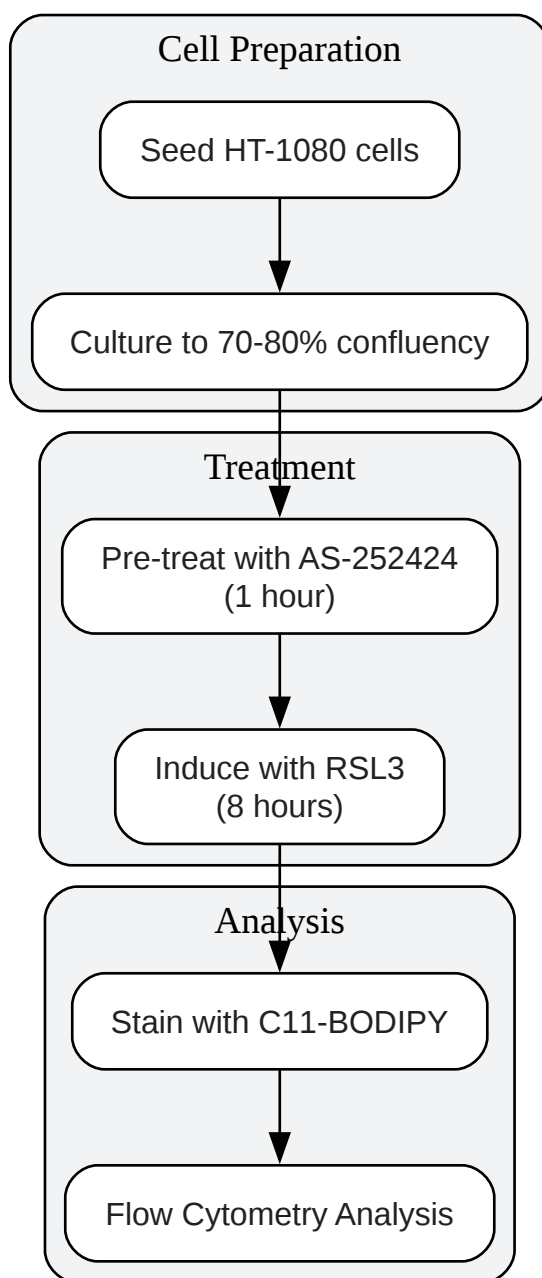 Cell Preparation
Seed HT-1080 cells
Culture to 70-80% confluency
Treatment
Pre-treat with AS-252424
(1 hour)
Induce with RSL3
(8 hours)
Analysis
Stain with C11-BODIPY
Flow Cytometry Analysis